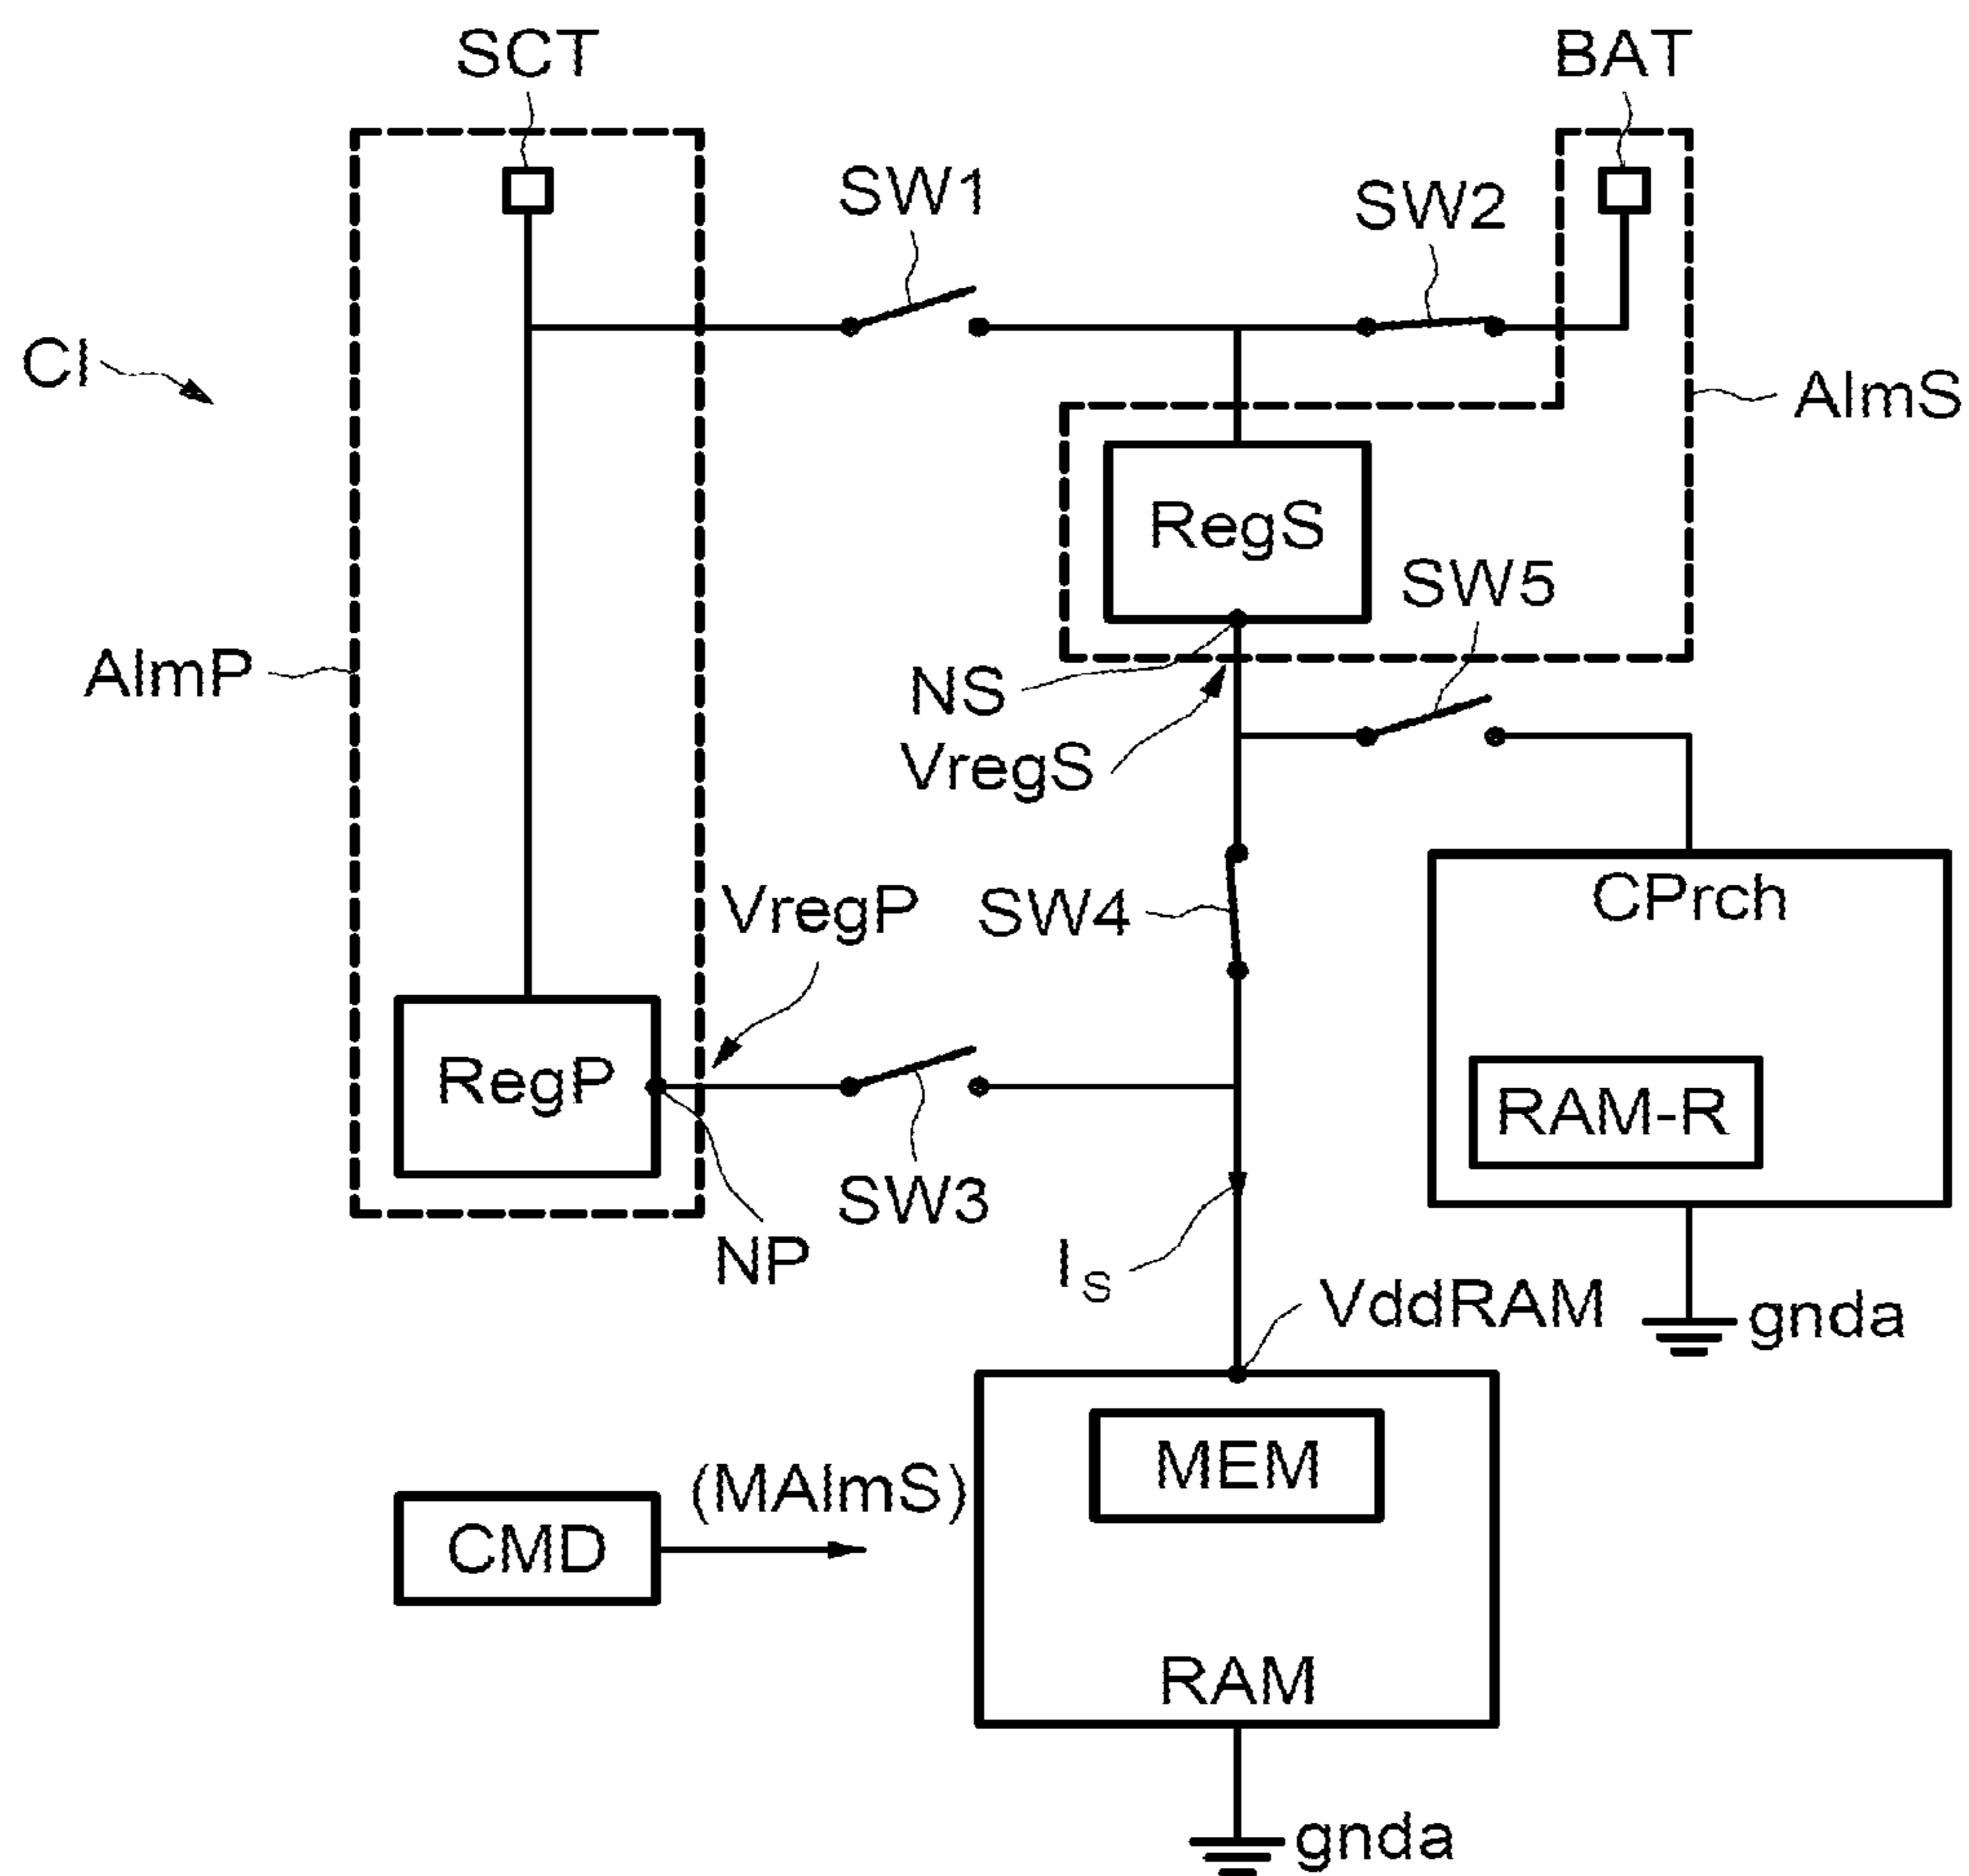 SCT
BAT
SW1
SW2
CI
AlmS
RegS
SW5
AlmP
NS
VregS
CPrch
VregP
SW4
RegP
RAM-R
SW3
NP
IS
VddRAM
gnda
MEM
(MAlmS)
CMD
RAM
gnda